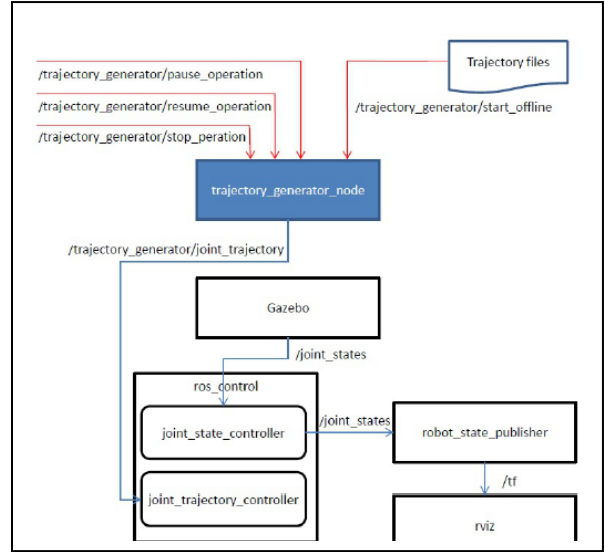 Trajectory files
/trajectory_generator/pause_operation
/trajectory_generator/resume_operation
/trajectory_generator/start_offline
/trajectory_generator/stop_peration
trajectory_generator_node
/trajectory_generator/joint_trajectory
Gazebo
/joint_states
ros_control
joint_state_controller
/joint_states
robot_state_publisher
/tf
joint_trajectory_controller
rviz